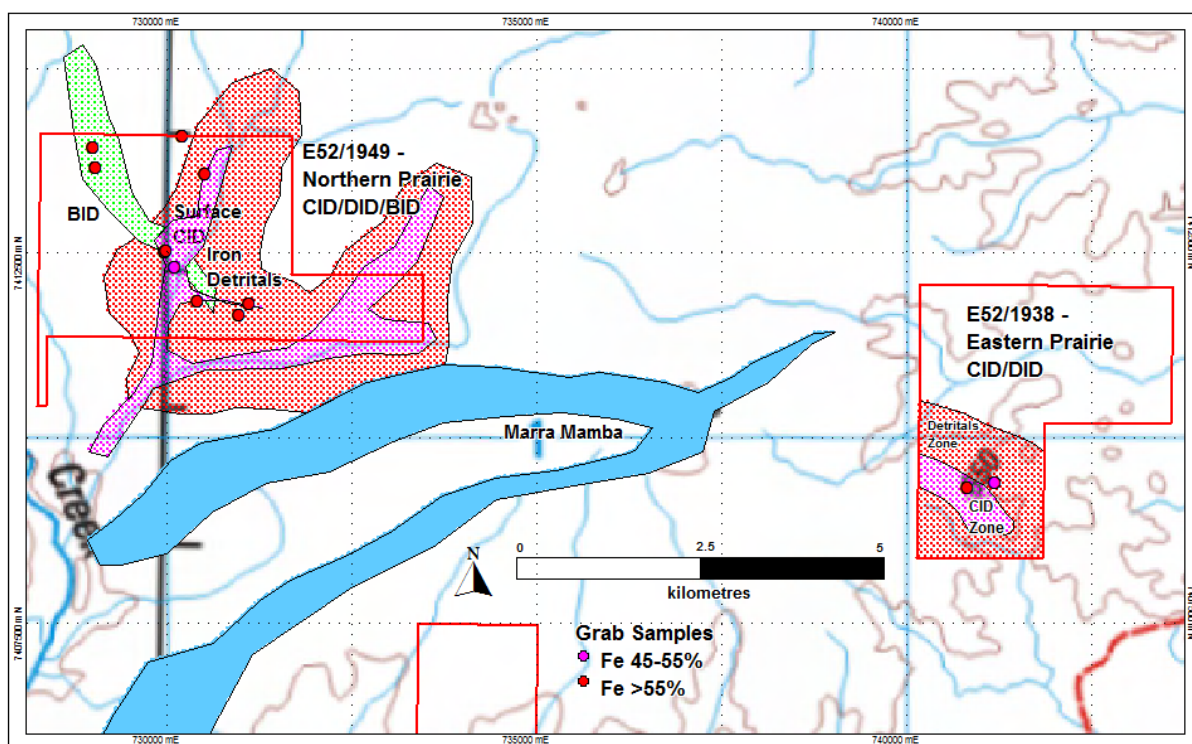 730000 mE
735000 mE
740000 mE
E52/1949 -
Northern Prairie
CID/DID/BID
BID
Surface
CID
Iron
Detritals
7412500 mN
E52/1938 -
Eastern Prairie
CID/DID
Detritals
Zone
Marra Mamba
CID
Zone
Creek
N
0
2.5
5
kilometres
Grab Samples
Fe 45-55%
Fe >55%
7407500 mN
730000 mE
735000 mE
740000 mE